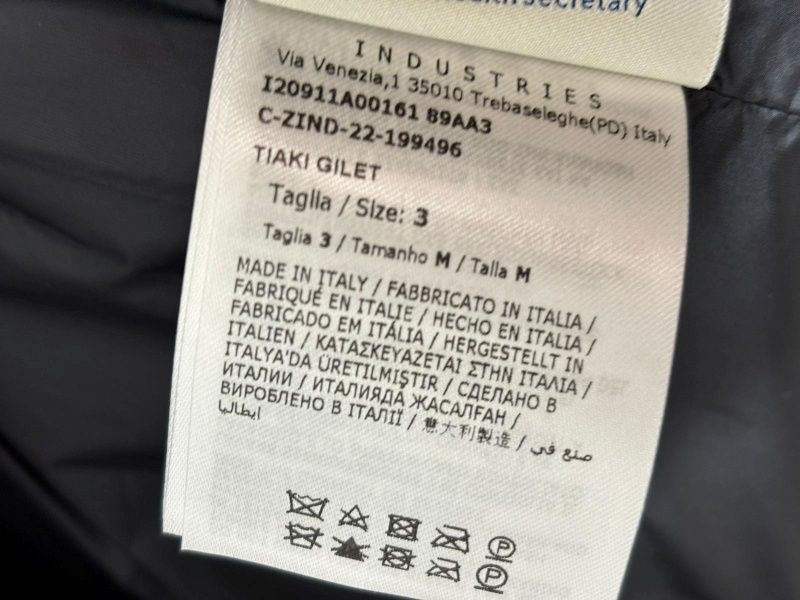 secretary
INDUSTRIES
Via Venezia,1 35010 Trebaseleghe(PD) Italy
I20911A00161 89AA3
C-ZIND-22-199496
TIAKI GILET
Taglia / Size: 3
Taglia 3 / Tamanho M / Talla M
MADE IN ITALY / FABBRICATO IN ITALIA /
FABRIQUÉ EN ITALIE / HECHO EN ITALIA /
FABRICADO EM ITÁLIA / HERGESTELLT IN
ITALIEN / ΚΑΤΑΣΚΕΥΑΖΕΤΑΙ ΣΤΗΝ ΙΤΑΛΙΑ /
ITALYA'DA ÜRETILMIŞTIR / СДЕЛАНО В
ИТАЛИИ / ИТАЛИЯДА ЖАСАЛҒАН /
ВИРОБЛЕНО В ІТАЛІЇ / 意大利製造 / صنع في
ايطاليا
P
P